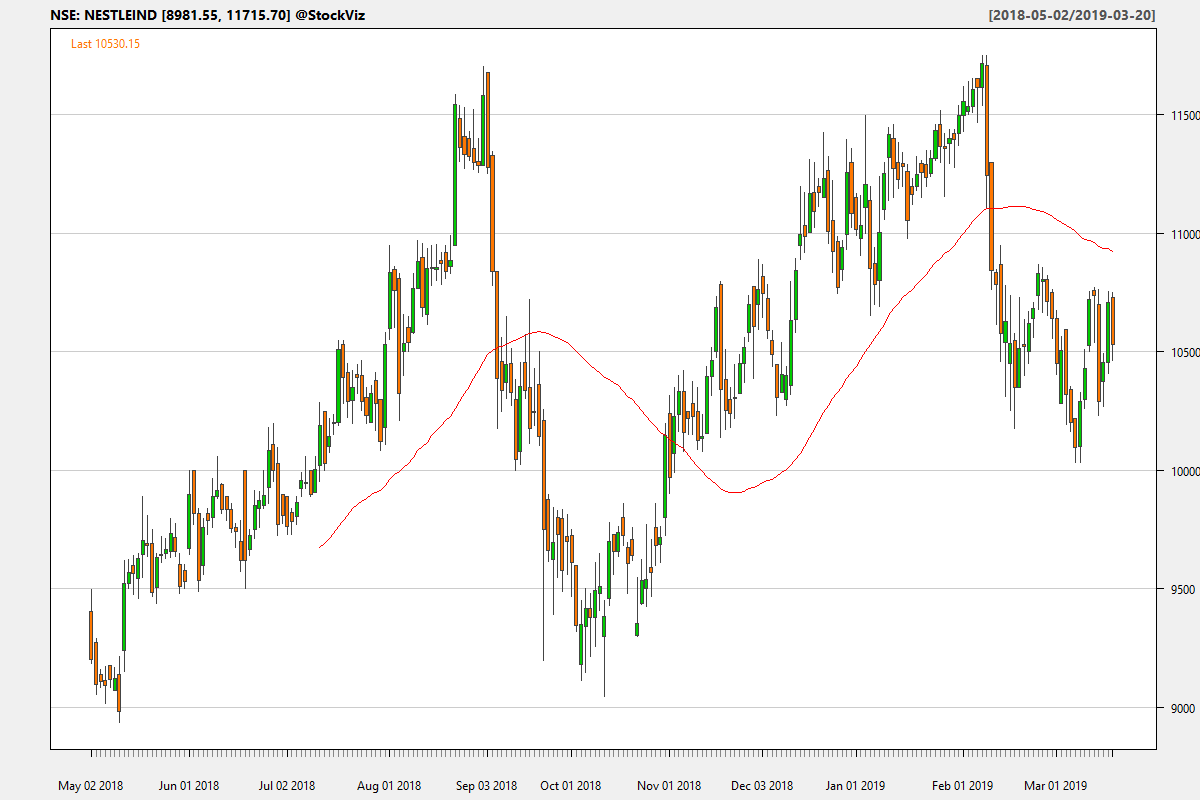 NSE: NESTLEIND [8981.55, 11715.70] @StockViz
[2018-05-02/2019-03-20]
Last 10530.15
11500
11000
10500
10000
9500
9000
May 02 2018
Jun 01 2018
Jul 02 2018
Aug 01 2018
Sep 03 2018
Oct 01 2018
Nov 01 2018
Dec 03 2018
Jan 01 2019
Feb 01 2019
Mar 01 2019